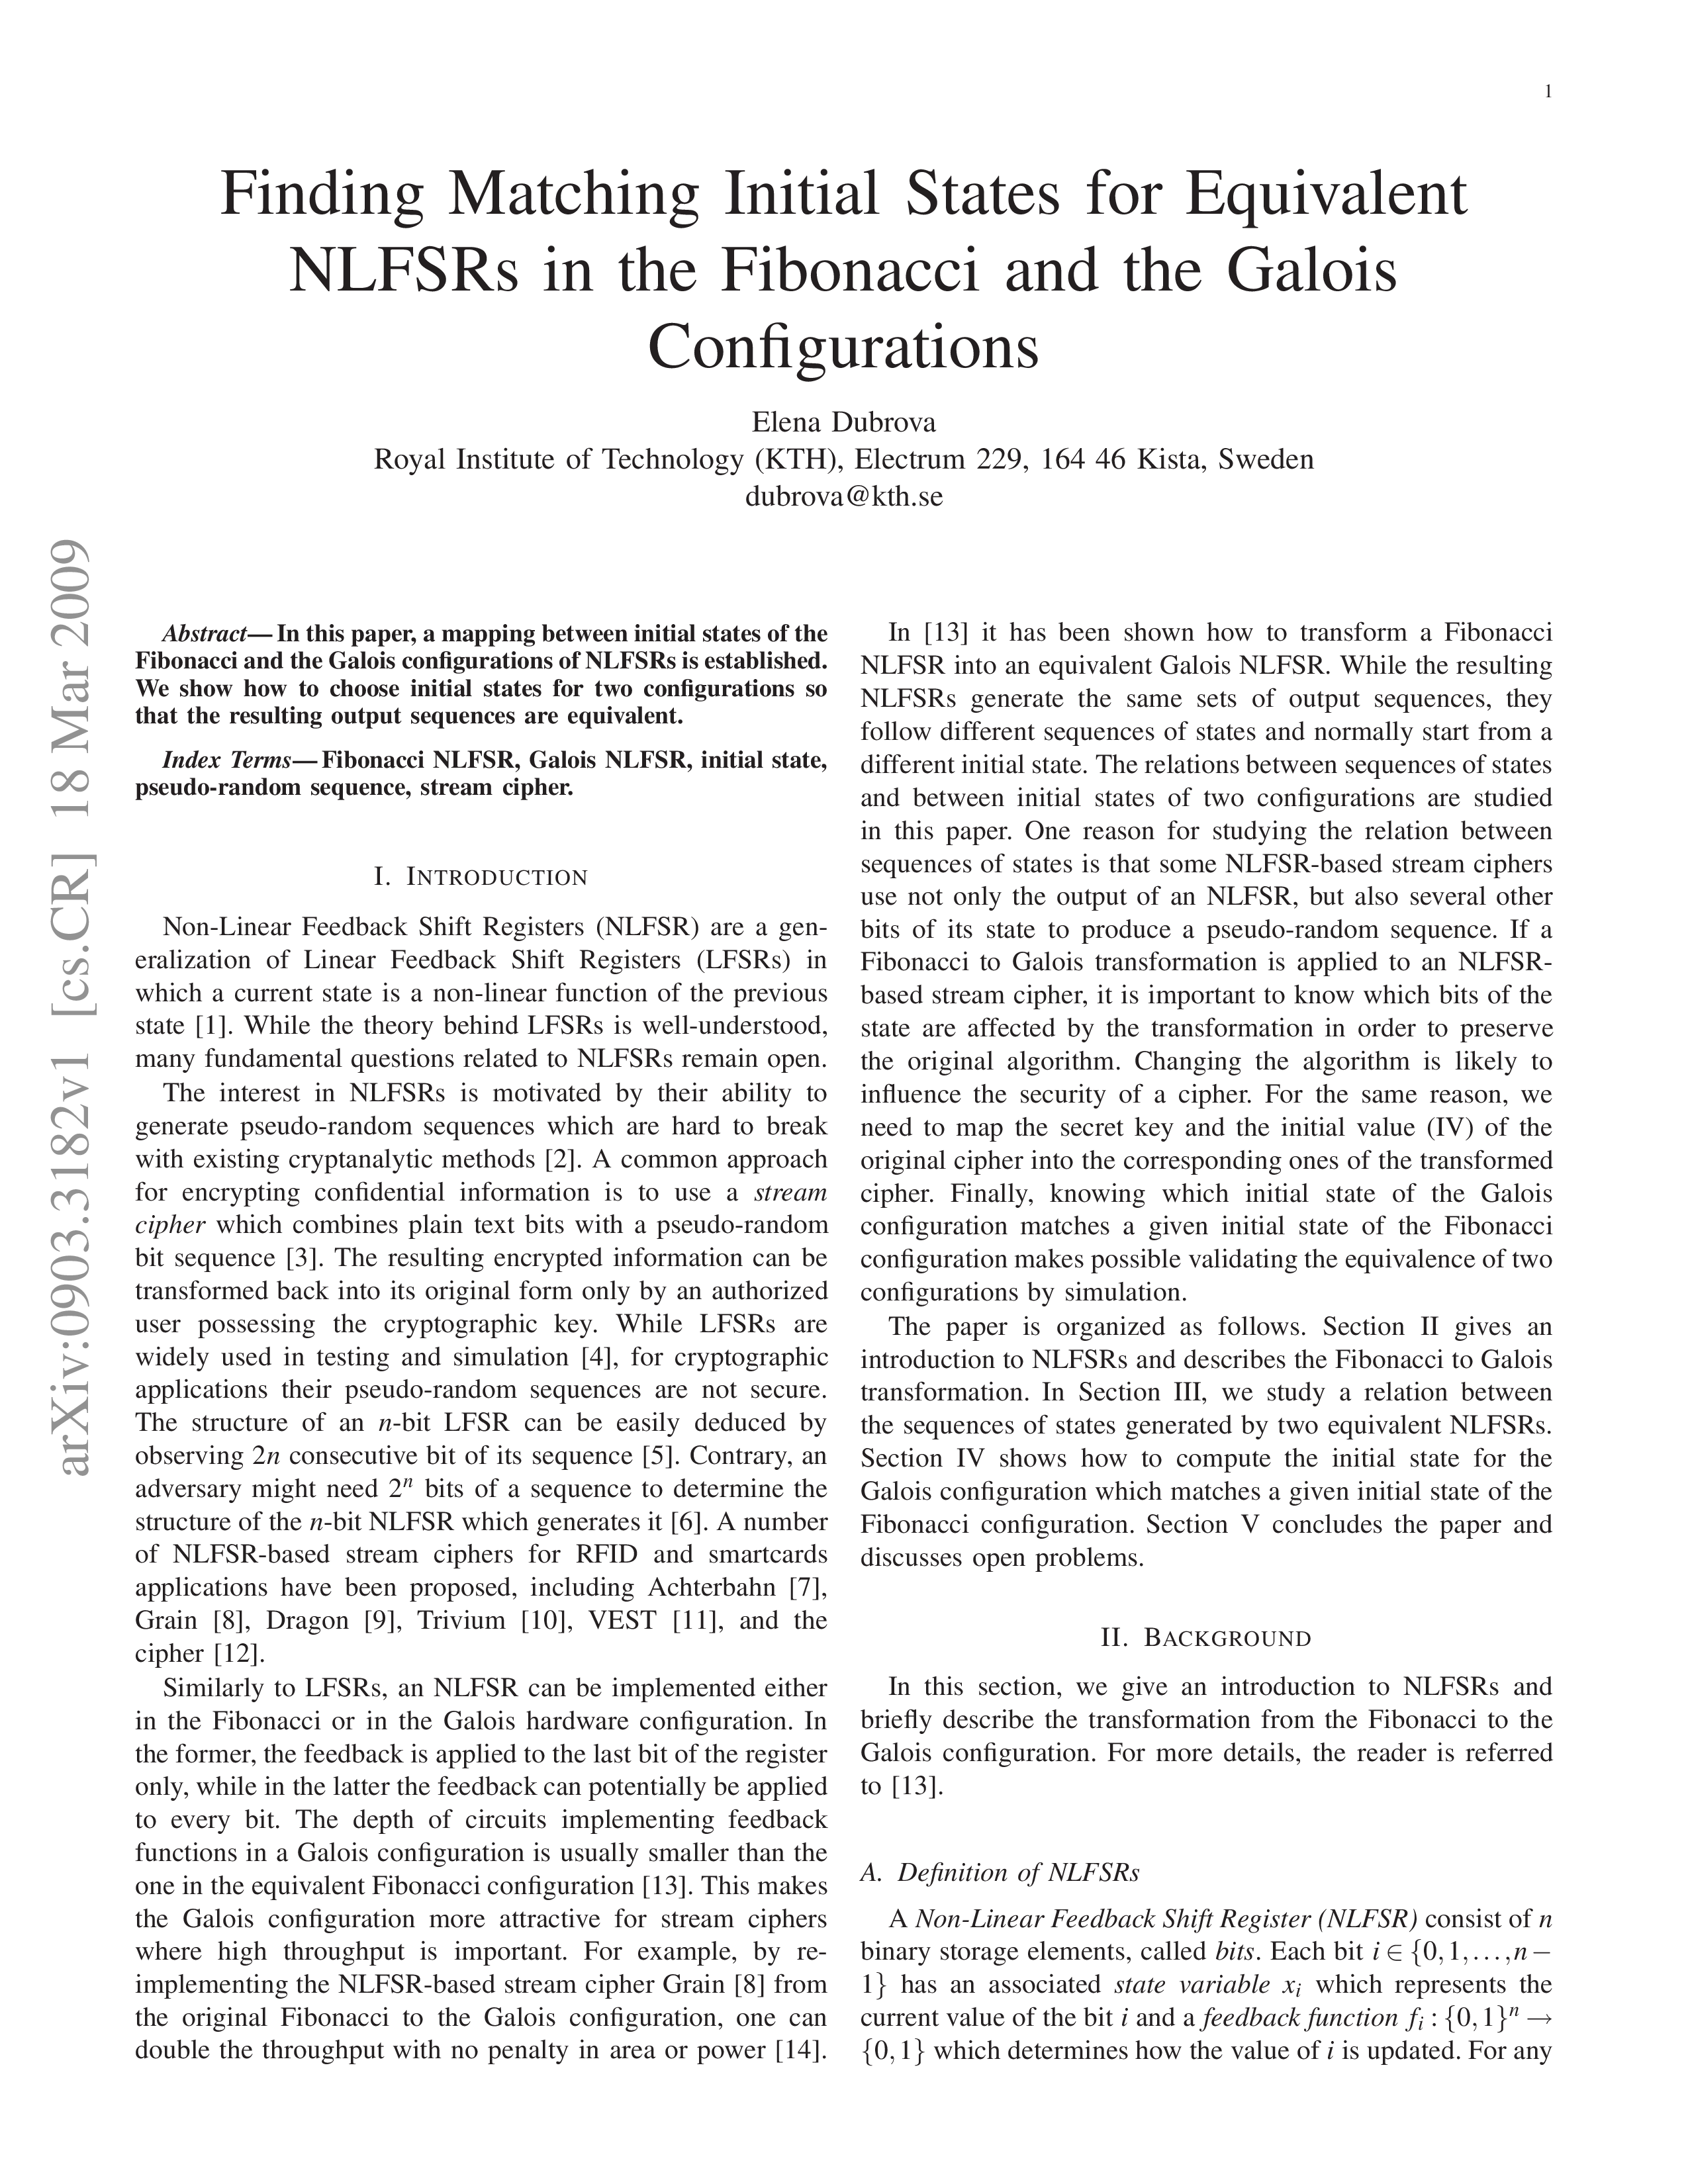 1
Finding Matching Initial States for Equivalent
NLFSRs in the Fibonacci and the Galois
Configurations
Elena Dubrova
Royal Institute of Technology (KTH), Electrum 229, 164 46 Kista, Sweden
dubrova@kth.se
arXiv:0903.3182v1 [cs.CR] 18 Mar 2009
Abstract— In this paper, a mapping between initial states of the
Fibonacci and the Galois configurations of NLFSRs is established.
We show how to choose initial states for two configurations so
that the resulting output sequences are equivalent.
Index Terms— Fibonacci NLFSR, Galois NLFSR, initial state,
pseudo-random sequence, stream cipher.
I. INTRODUCTION
Non-Linear Feedback Shift Registers (NLFSR) are a gen-
eralization of Linear Feedback Shift Registers (LFSRs) in
which a current state is a non-linear function of the previous
state [1]. While the theory behind LFSRs is well-understood,
many fundamental questions related to NLFSRs remain open.
The interest in NLFSRs is motivated by their ability to
generate pseudo-random sequences which are hard to break
with existing cryptanalytic methods [2]. A common approach
for encrypting confidential information is to use a stream
cipher which combines plain text bits with a pseudo-random
bit sequence [3]. The resulting encrypted information can be
transformed back into its original form only by an authorized
user possessing the cryptographic key. While LFSRs are
widely used in testing and simulation [4], for cryptographic
applications their pseudo-random sequences are not secure.
The structure of an n-bit LFSR can be easily deduced by
observing 2n consecutive bit of its sequence [5]. Contrary, an
adversary might need 2ⁿ bits of a sequence to determine the
structure of the n-bit NLFSR which generates it [6]. A number
of NLFSR-based stream ciphers for RFID and smartcards
applications have been proposed, including Achterbahn [7],
Grain [8], Dragon [9], Trivium [10], VEST [11], and the
cipher [12].
Similarly to LFSRs, an NLFSR can be implemented either
in the Fibonacci or in the Galois hardware configuration. In
the former, the feedback is applied to the last bit of the register
only, while in the latter the feedback can potentially be applied
to every bit. The depth of circuits implementing feedback
functions in a Galois configuration is usually smaller than the
one in the equivalent Fibonacci configuration [13]. This makes
the Galois configuration more attractive for stream ciphers
where high throughput is important. For example, by re-
implementing the NLFSR-based stream cipher Grain [8] from
the original Fibonacci to the Galois configuration, one can
double the throughput with no penalty in area or power [14].
In [13] it has been shown how to transform a Fibonacci
NLFSR into an equivalent Galois NLFSR. While the resulting
NLFSRs generate the same sets of output sequences, they
follow different sequences of states and normally start from a
different initial state. The relations between sequences of states
and between initial states of two configurations are studied
in this paper. One reason for studying the relation between
sequences of states is that some NLFSR-based stream ciphers
use not only the output of an NLFSR, but also several other
bits of its state to produce a pseudo-random sequence. If a
Fibonacci to Galois transformation is applied to an NLFSR-
based stream cipher, it is important to know which bits of the
state are affected by the transformation in order to preserve
the original algorithm. Changing the algorithm is likely to
influence the security of a cipher. For the same reason, we
need to map the secret key and the initial value (IV) of the
original cipher into the corresponding ones of the transformed
cipher. Finally, knowing which initial state of the Galois
configuration matches a given initial state of the Fibonacci
configuration makes possible validating the equivalence of two
configurations by simulation.
The paper is organized as follows. Section II gives an
introduction to NLFSRs and describes the Fibonacci to Galois
transformation. In Section III, we study a relation between
the sequences of states generated by two equivalent NLFSRs.
Section IV shows how to compute the initial state for the
Galois configuration which matches a given initial state of the
Fibonacci configuration. Section V concludes the paper and
discusses open problems.
II. BACKGROUND
In this section, we give an introduction to NLFSRs and
briefly describe the transformation from the Fibonacci to the
Galois configuration. For more details, the reader is referred
to [13].
A. Definition of NLFSRs
A Non-Linear Feedback Shift Register (NLFSR) consist of n
binary storage elements, called bits. Each bit i ∈ {0,1,...,n−
1} has an associated state variable xᵢ which represents the
current value of the bit i and a feedback function fᵢ : {0,1}ⁿ →
{0,1} which determines how the value of i is updated. For any